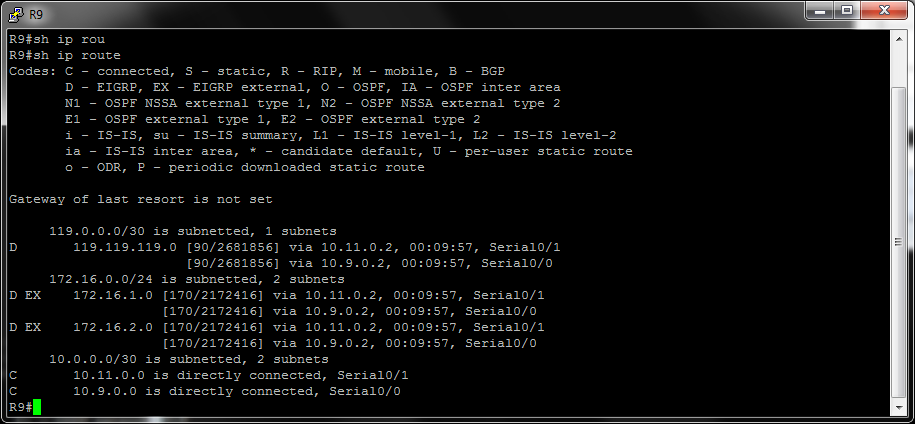 R9
R9#sh ip rou
R9#sh ip route
Codes: C - connected, S - static, R - RIP, M - mobile, B - BGP
       D - EIGRP, EX - EIGRP external, O - OSPF, IA - OSPF inter area
       N1 - OSPF NSSA external type 1, N2 - OSPF NSSA external type 2
       E1 - OSPF external type 1, E2 - OSPF external type 2
       i - IS-IS, su - IS-IS summary, L1 - IS-IS level-1, L2 - IS-IS level-2
       ia - IS-IS inter area, * - candidate default, U - per-user static route
       o - ODR, P - periodic downloaded static route
Gateway of last resort is not set
     119.0.0.0/30 is subnetted, 1 subnets
D       119.119.119.0 [90/2681856] via 10.11.0.2, 00:09:57, Serial0/1
                      [90/2681856] via 10.9.0.2, 00:09:57, Serial0/0
     172.16.0.0/24 is subnetted, 2 subnets
D EX    172.16.1.0 [170/2172416] via 10.11.0.2, 00:09:57, Serial0/1
                   [170/2172416] via 10.9.0.2, 00:09:57, Serial0/0
D EX    172.16.2.0 [170/2172416] via 10.11.0.2, 00:09:57, Serial0/1
                   [170/2172416] via 10.9.0.2, 00:09:57, Serial0/0
     10.0.0.0/30 is subnetted, 2 subnets
C       10.11.0.0 is directly connected, Serial0/1
C       10.9.0.0 is directly connected, Serial0/0
R9#